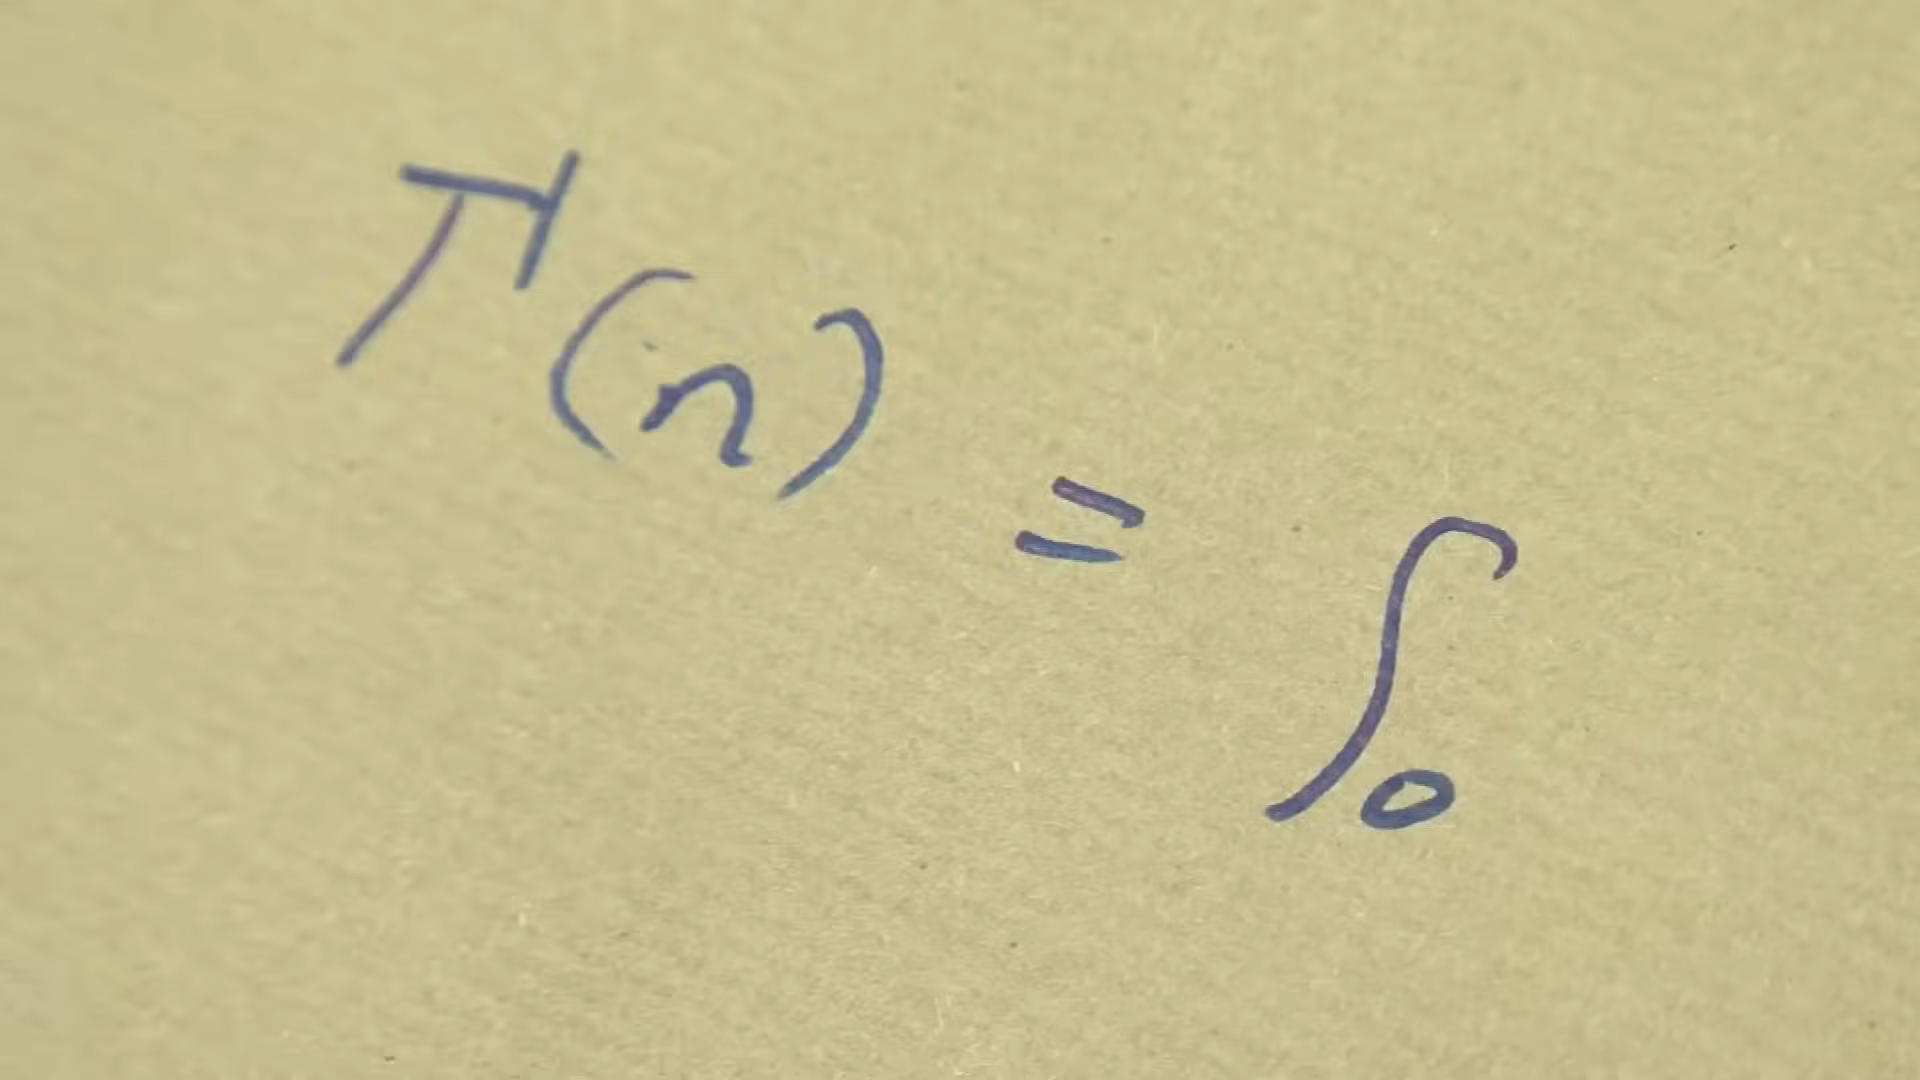 π(n) = ∫₀